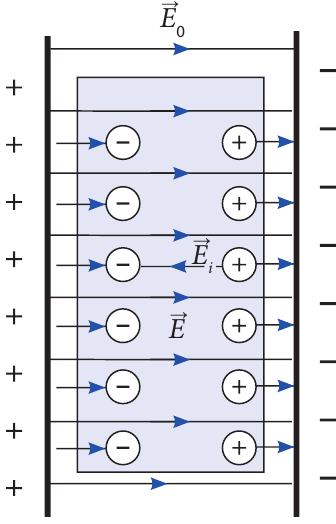 E⃗₀
+ −
+ − + −
+ − + −
+ − E⃗ᵢ + −
+ − E⃗ + −
+ − + −
+ − + −
+ −